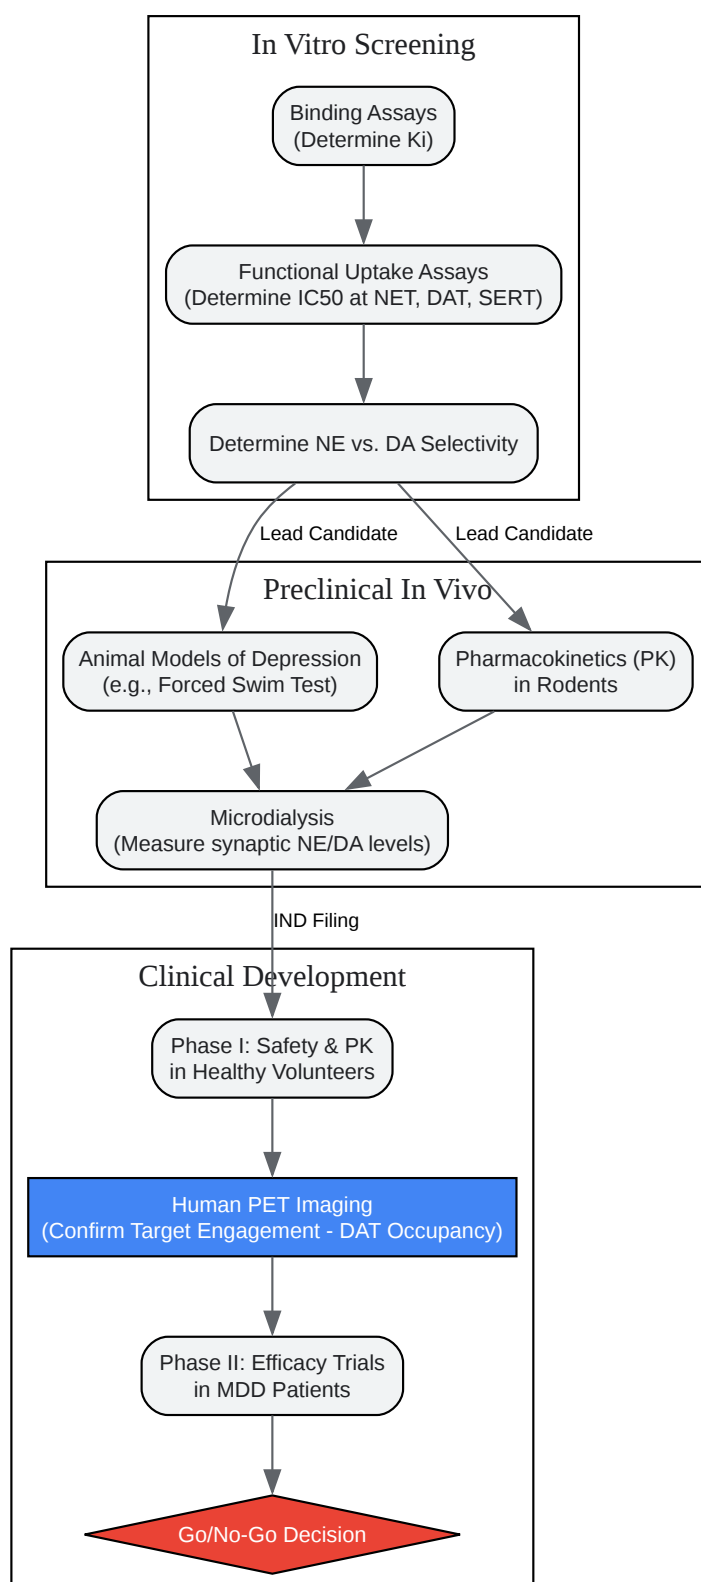 In Vitro Screening
Binding Assays
(Determine Ki)
Functional Uptake Assays
(Determine IC50 at NET, DAT, SERT)
Determine NE vs. DA Selectivity
Lead Candidate
Lead Candidate
Preclinical In Vivo
Animal Models of Depression
(e.g., Forced Swim Test)
Pharmacokinetics (PK)
in Rodents
Microdialysis
(Measure synaptic NE/DA levels)
IND Filing
Clinical Development
Phase I: Safety & PK
in Healthy Volunteers
Human PET Imaging
(Confirm Target Engagement - DAT Occupancy)
Phase II: Efficacy Trials
in MDD Patients
Go/No-Go Decision